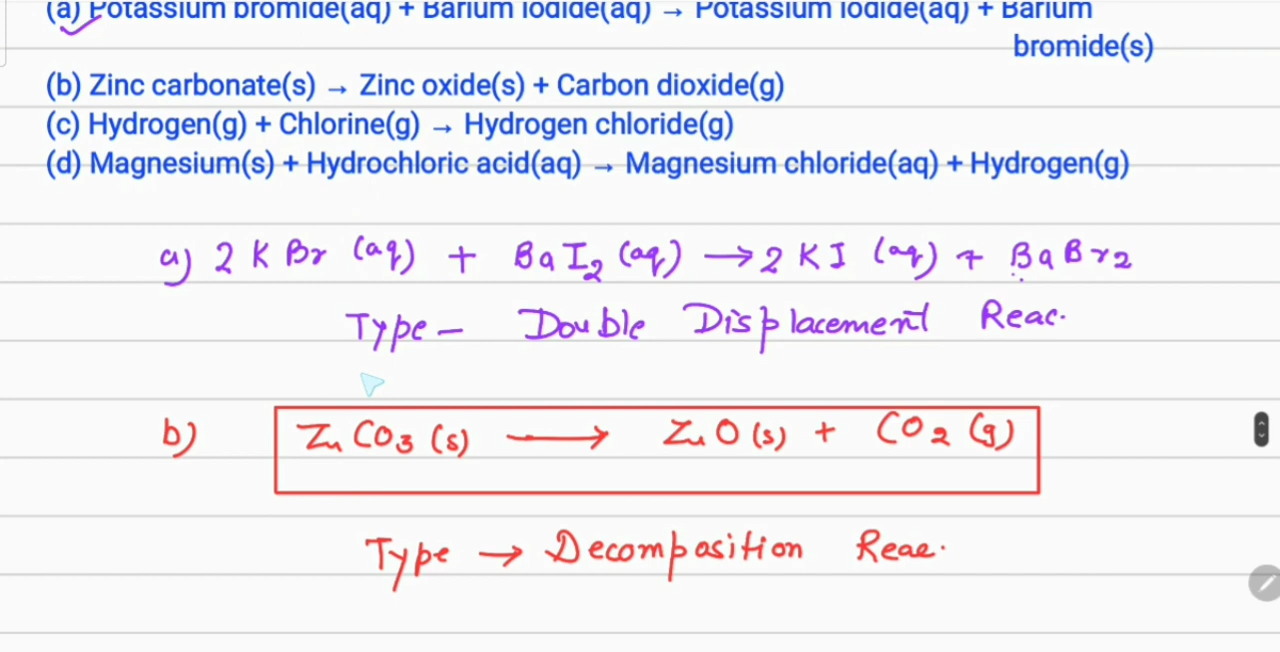 (a) Potassium bromide(aq) + Barium iodide(aq) → Potassium iodide(aq) + Barium
bromide(s)
(b) Zinc carbonate(s) → Zinc oxide(s) + Carbon dioxide(g)
(c) Hydrogen(g) + Chlorine(g) → Hydrogen chloride(g)
(d) Magnesium(s) + Hydrochloric acid(aq) → Magnesium chloride(aq) + Hydrogen(g)
a) 2 K Br (aq) + BaI₂ (aq) → 2 KI (aq) + BaBr₂
Type – Double Displacement Reac.
b) ZnCO₃ (s) → ZnO (s) + CO₂ (g)
Type → Decomposition Reac.